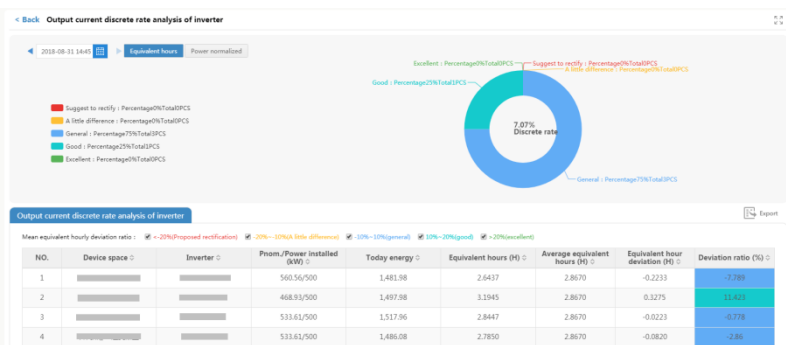 < Back Output current discrete rate analysis of inverter
2018-08-31 14:45 Equivalent hours Power normalized
Excellent : Percentage0%Total0PCS
Suggest to rectify : Percentage0%Total0PCS
A little difference : Percentage0%Total0PCS
Good : Percentage25%Total1PCS
Suggest to rectify : Percentage0%Total0PCS
A little difference : Percentage0%Total0PCS
General : Percentage75%Total3PCS
Good : Percentage25%Total1PCS
Excellent : Percentage0%Total0PCS
7.07%
Discrete rate
General : Percentage75%Total3PCS
Output current discrete rate analysis of inverter
Export
Mean equivalent hourly deviation ratio : <-20%(Proposed rectification) -20%~-10%(A little difference) -10%~10%(general) 10%~20%(good) >20%(excellent)
NO. Device space Inverter Pnom./Power installed (kW) Today energy Equivalent hours (H) Average equivalent hours (H) Equivalent hour deviation (H) Deviation ratio (%)
1 560.56/500 1,481.98 2.6437 2.8670 -0.2233 -7.789
2 468.93/500 1,497.98 3.1945 2.8670 0.3275 11.423
3 533.61/500 1,517.96 2.8447 2.8670 -0.0223 -0.778
4 533.61/500 1,486.08 2.7850 2.8670 -0.0820 -2.86